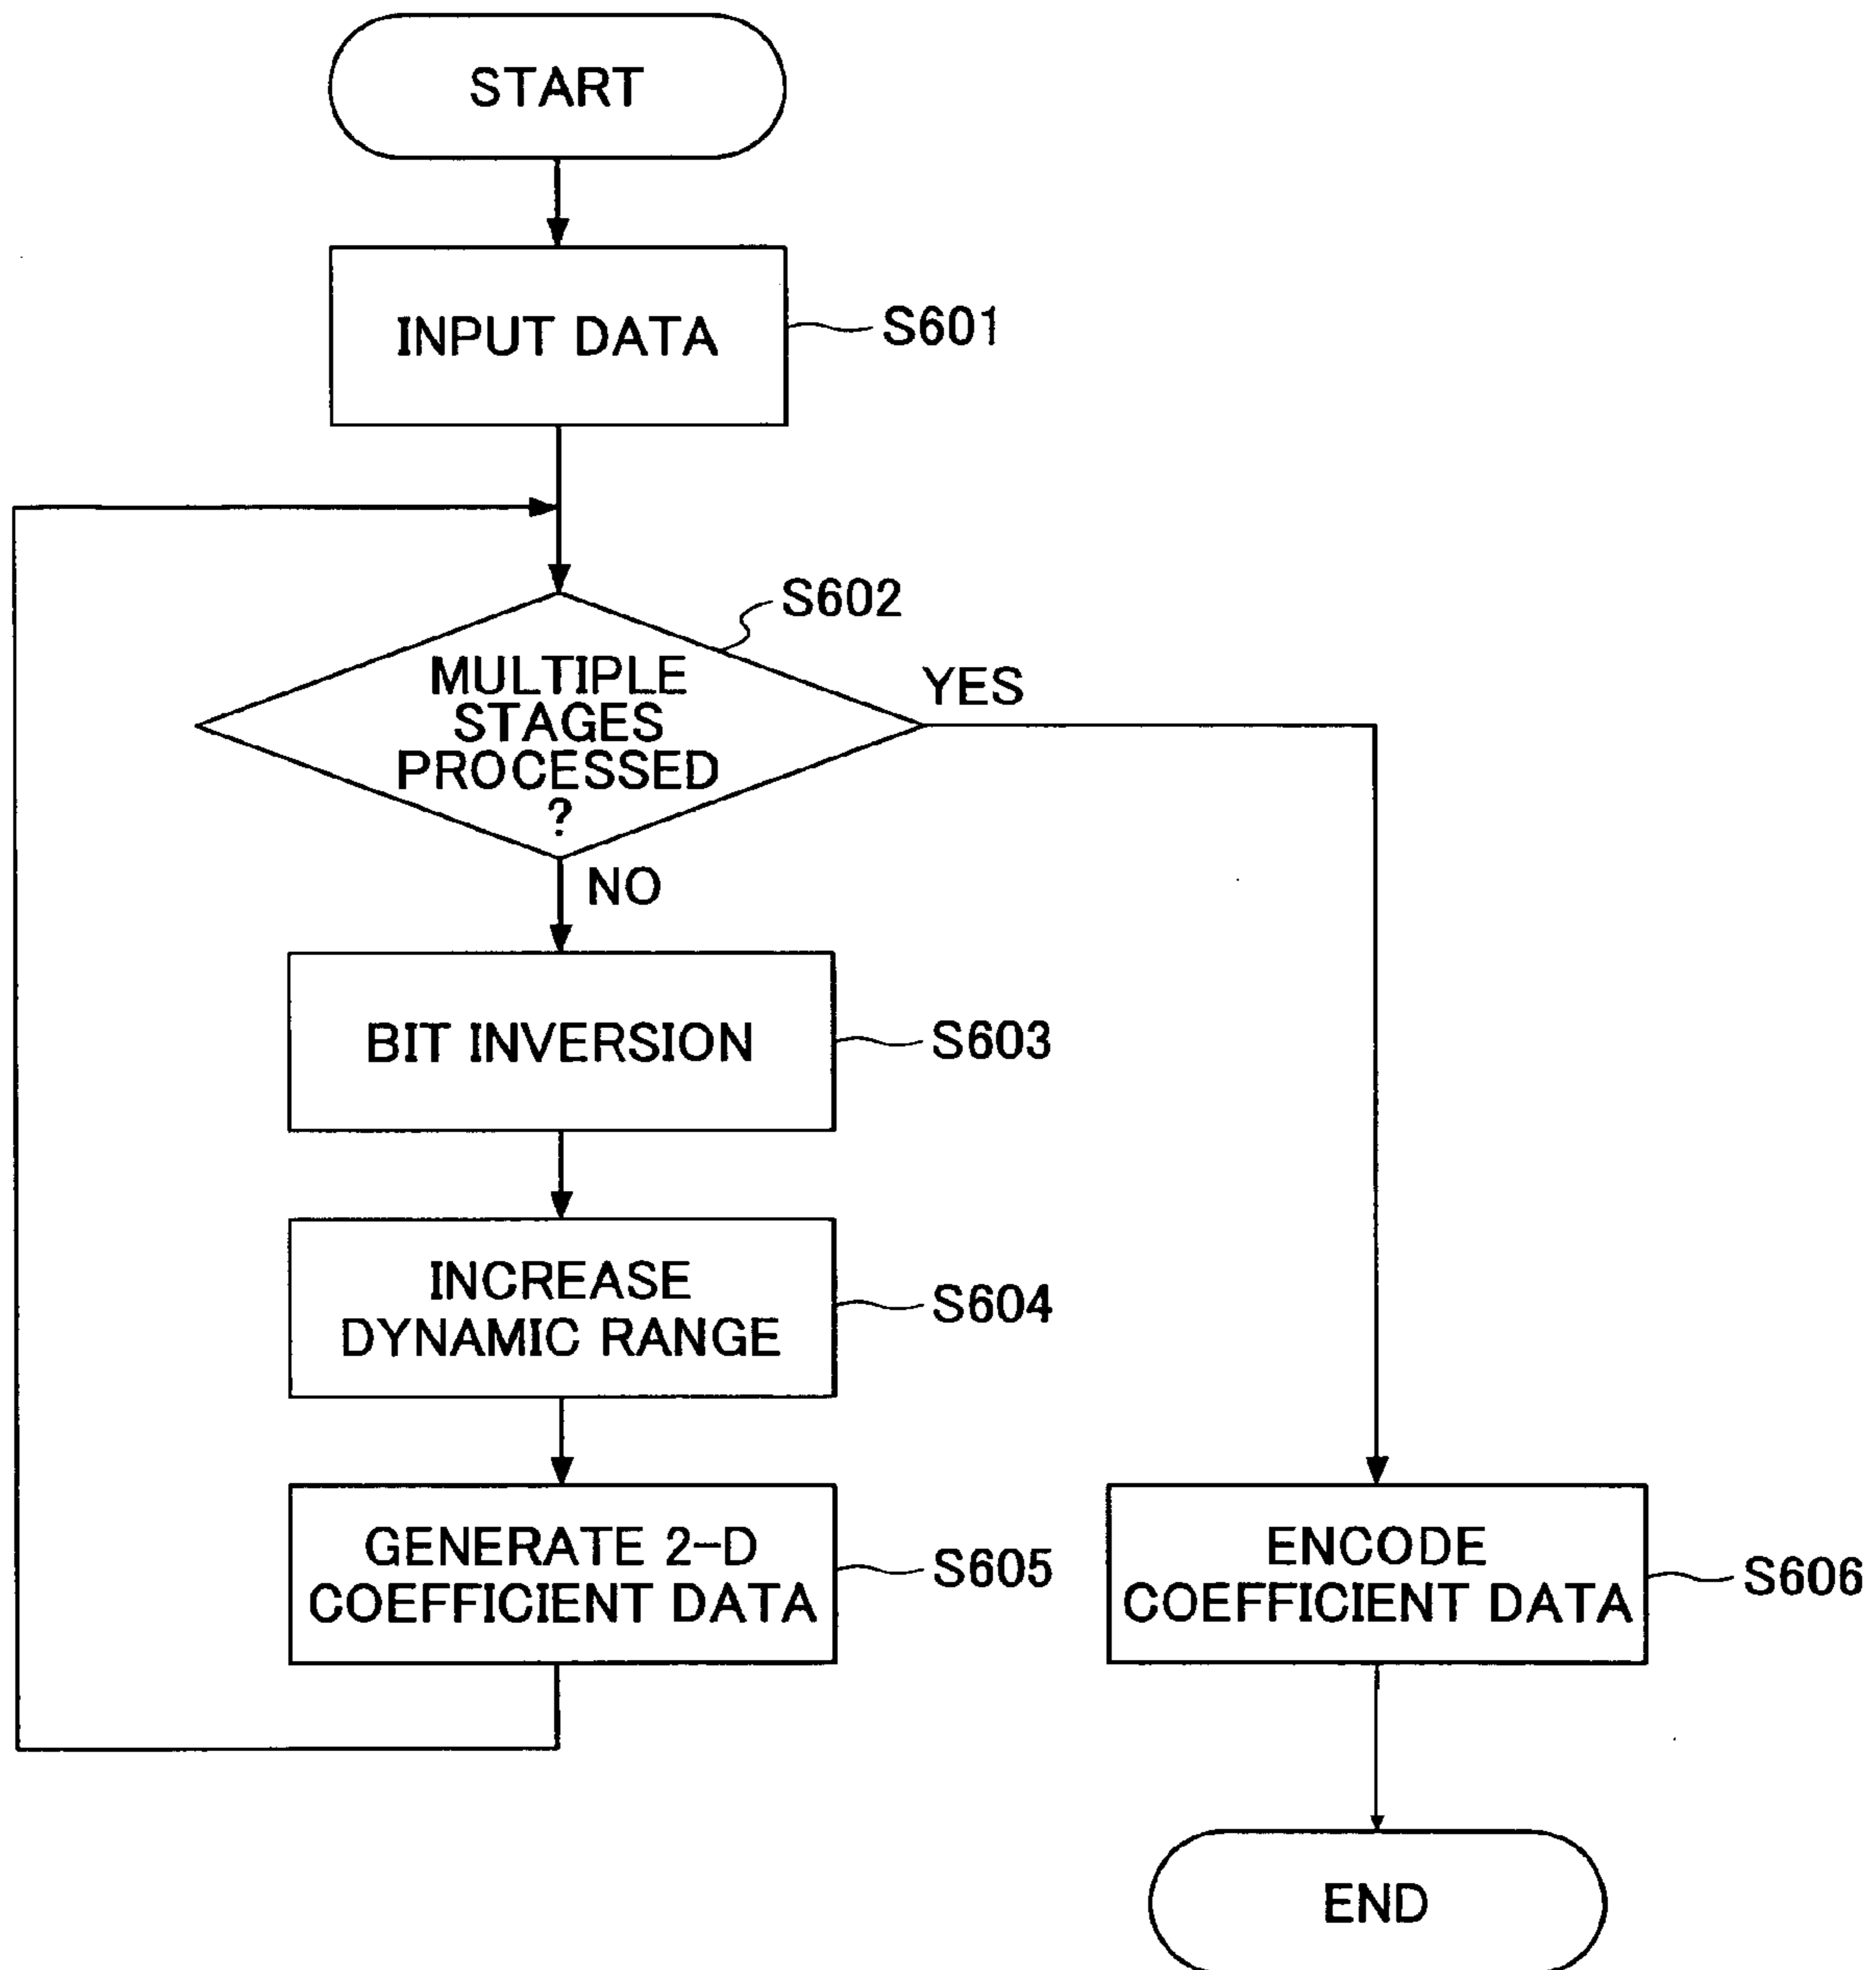 START
INPUT DATA
S601
S602
MULTIPLE
STAGES
PROCESSED
?
YES
NO
BIT INVERSION
S603
INCREASE
DYNAMIC RANGE
S604
GENERATE 2-D
COEFFICIENT DATA
S605
ENCODE
COEFFICIENT DATA
S606
END